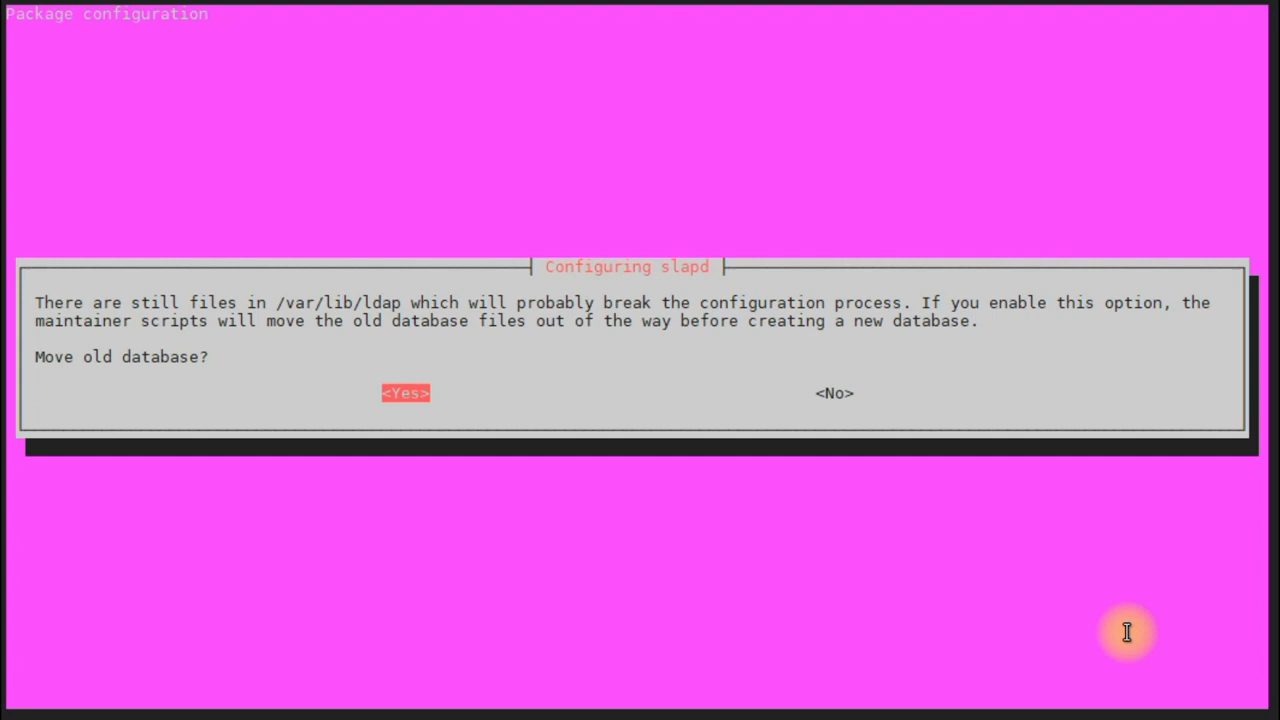 Package configuration
Configuring slapd
There are still files in /var/lib/ldap which will probably break the configuration process. If you enable this option, the
maintainer scripts will move the old database files out of the way before creating a new database.
Move old database?
<Yes> <No>